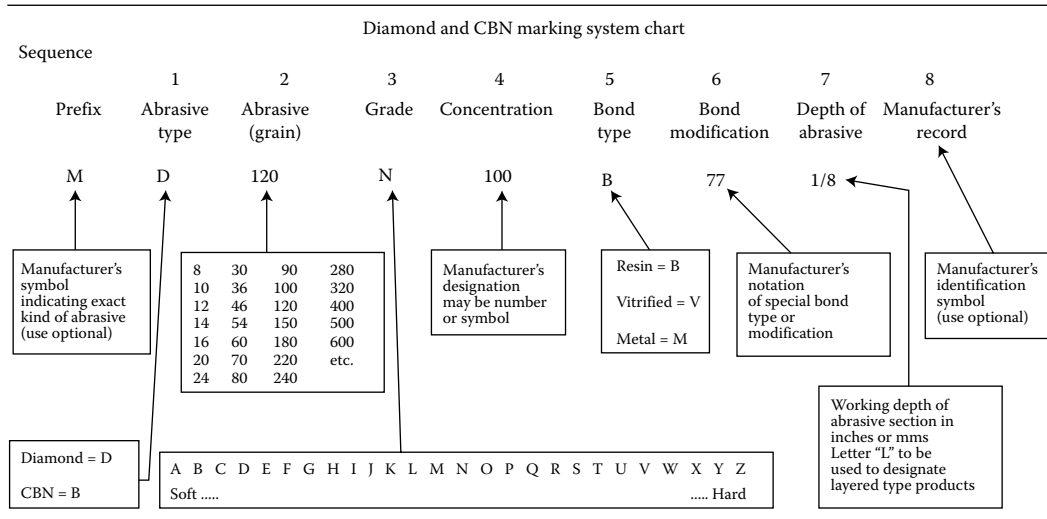 Diamond and CBN marking system chart
Sequence
1 2 3 4 5 6 7 8
Prefix Abrasive type Abrasive (grain) Grade Concentration Bond type Bond modification Depth of abrasive Manufacturer's record
M D 120 N 100 B 77 1/8
Manufacturer's
symbol
indicating exact
kind of abrasive
(use optional)
8 30 90 280
10 36 100 320
12 46 120 400
14 54 150 500
16 60 180 600
20 70 220 etc.
24 80 240
Manufacturer's
designation
may be number
or symbol
Resin = B
Vitrified = V
Metal = M
Manufacturer's
notation
of special bond
type or
modification
Manufacturer's
identification
symbol
(use optional)
Working depth of
abrasive section in
inches or mms
Letter "L" to be
used to designate
layered type products
Diamond = D
CBN = B
A B C D E F G H I J K L M N O P Q R S T U V W X Y Z
Soft ..... ..... Hard